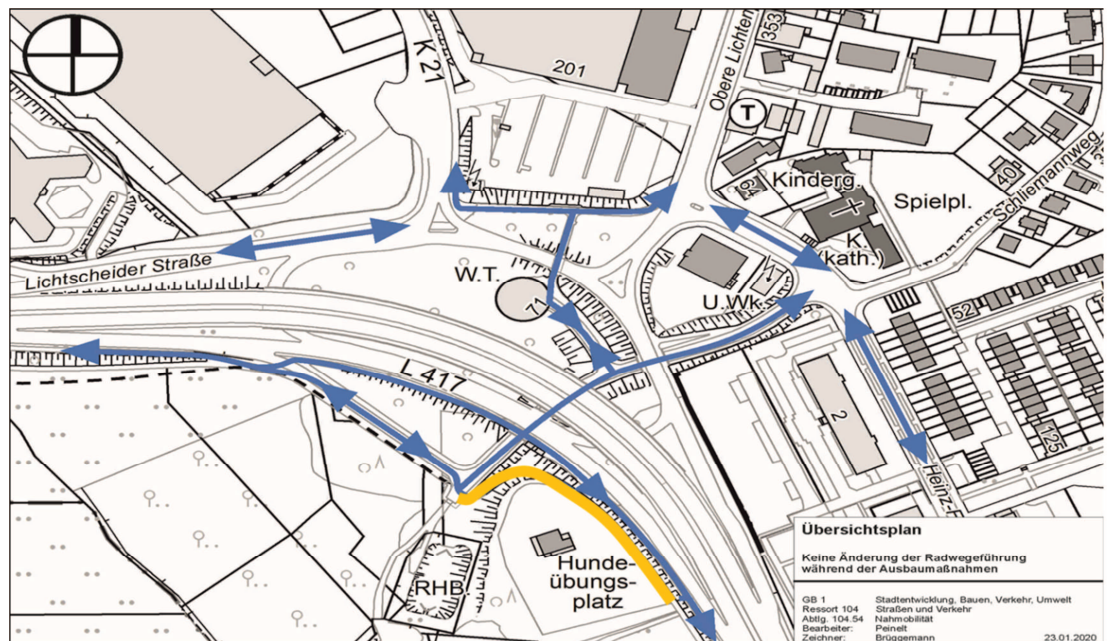 K 21
201
Obere Lichten
353
T
Kinderg.
64
Spielpl.
40
Schliemannweg
K.
(kath.)
Lichtscheider Straße
W.T.
71
U.Wk.
52
L 417
2
125
Heinz-
RHB.
Hunde-
übungs-
platz
Übersichtsplan
Keine Änderung der Radwegeführung
während der Ausbaumaßnahmen
GB 1 Stadtentwicklung, Bauen, Verkehr, Umwelt
Ressort 104 Straßen und Verkehr
Abtlg. 104.54 Nahmobilität
Bearbeiter: Peinelt
Zeichner: Brüggemann 23.01.2020